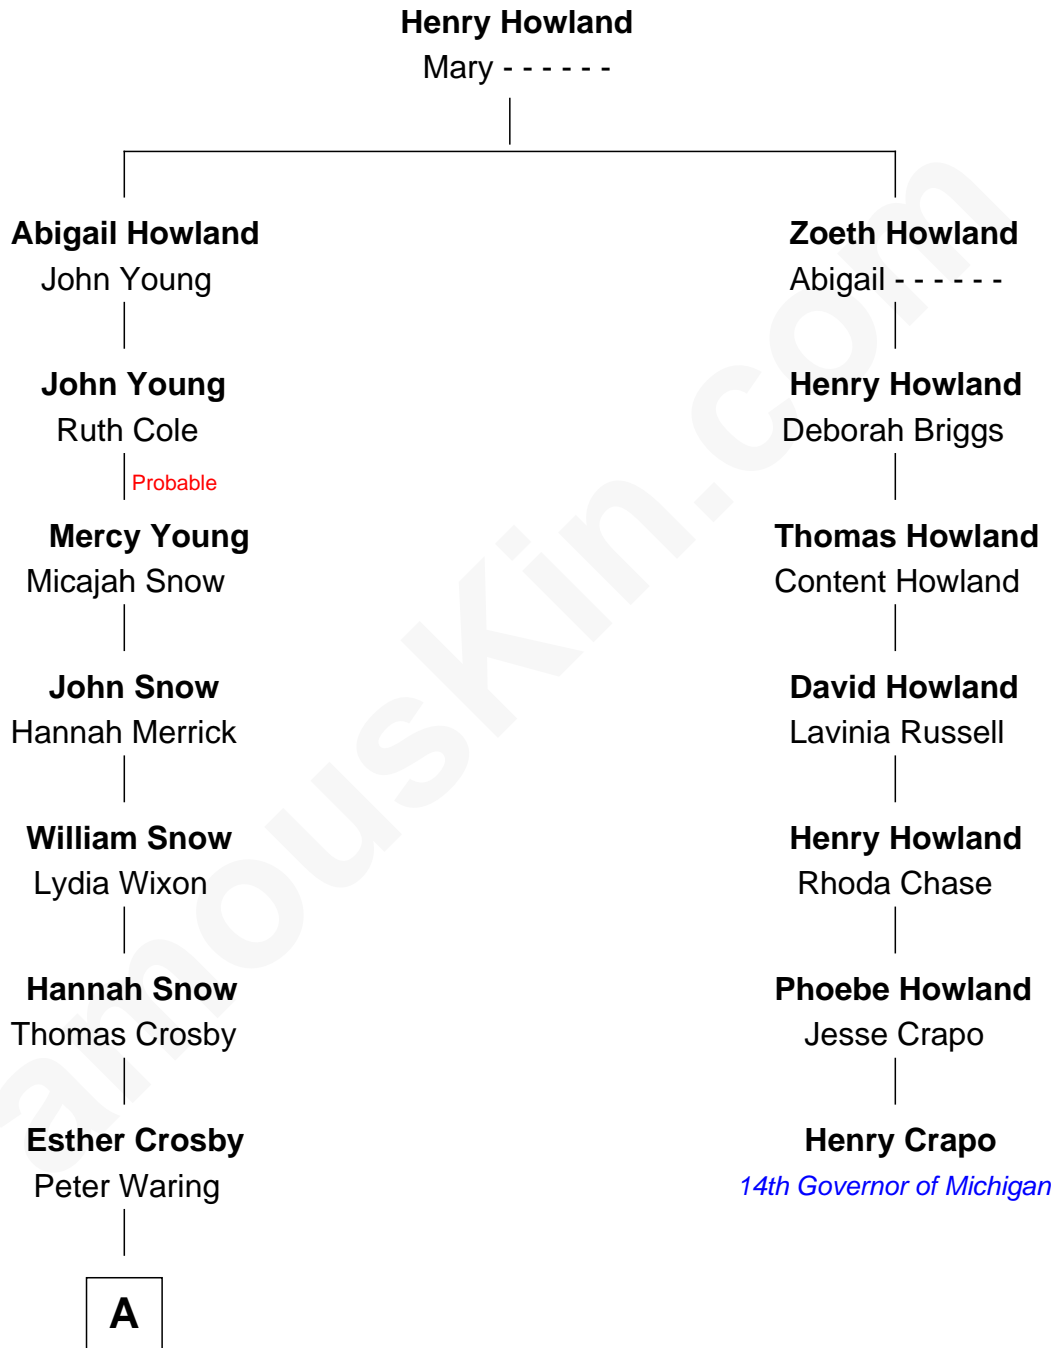 Henry Howland
Mary - - - - - -
Abigail Howland
John Young
Zoeth Howland
Abigail - - - - - -
John Young
Ruth Cole
Henry Howland
Deborah Briggs
Probable
Mercy Young
Micajah Snow
Thomas Howland
Content Howland
John Snow
Hannah Merrick
David Howland
Lavinia Russell
William Snow
Lydia Wixon
Henry Howland
Rhoda Chase
Hannah Snow
Thomas Crosby
Phoebe Howland
Jesse Crapo
Esther Crosby
Peter Waring
Henry Crapo
14th Governor of Michigan
A
amouskin.com